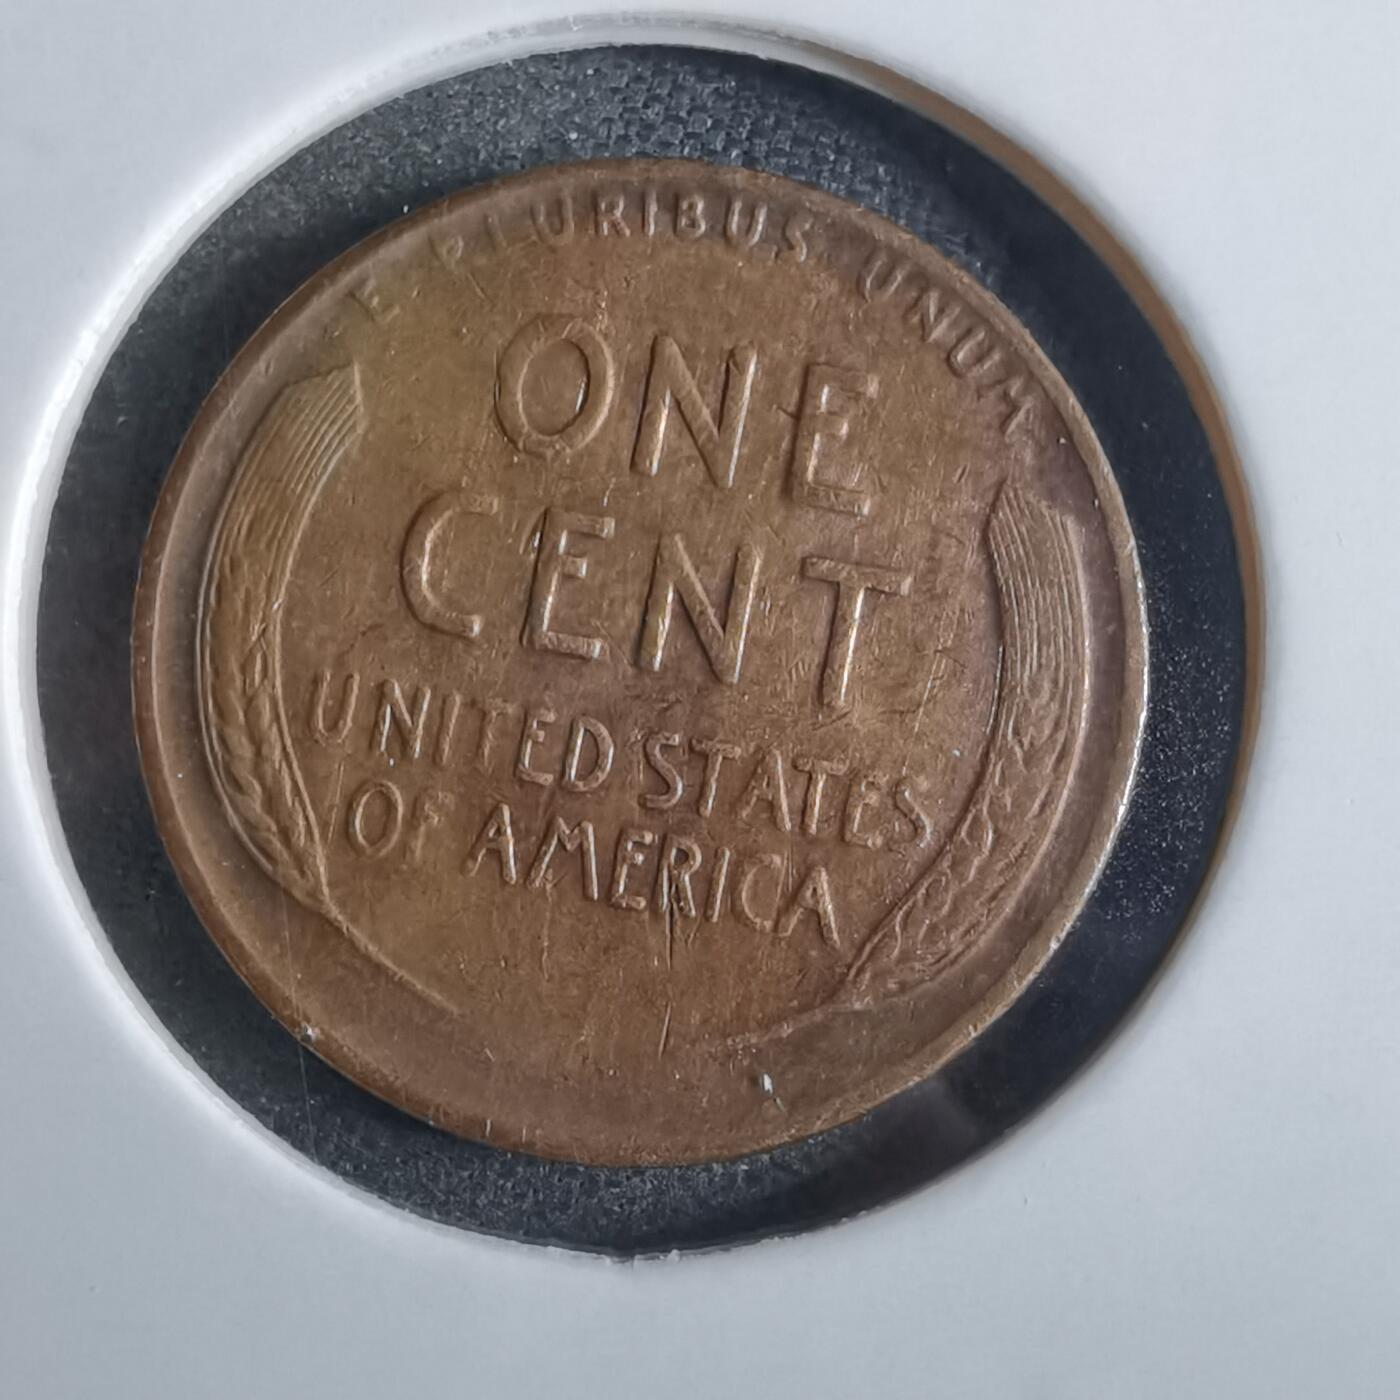 E·PLURIBUS·UNUM
ONE
CENT
UNITED STATES
OF AMERICA